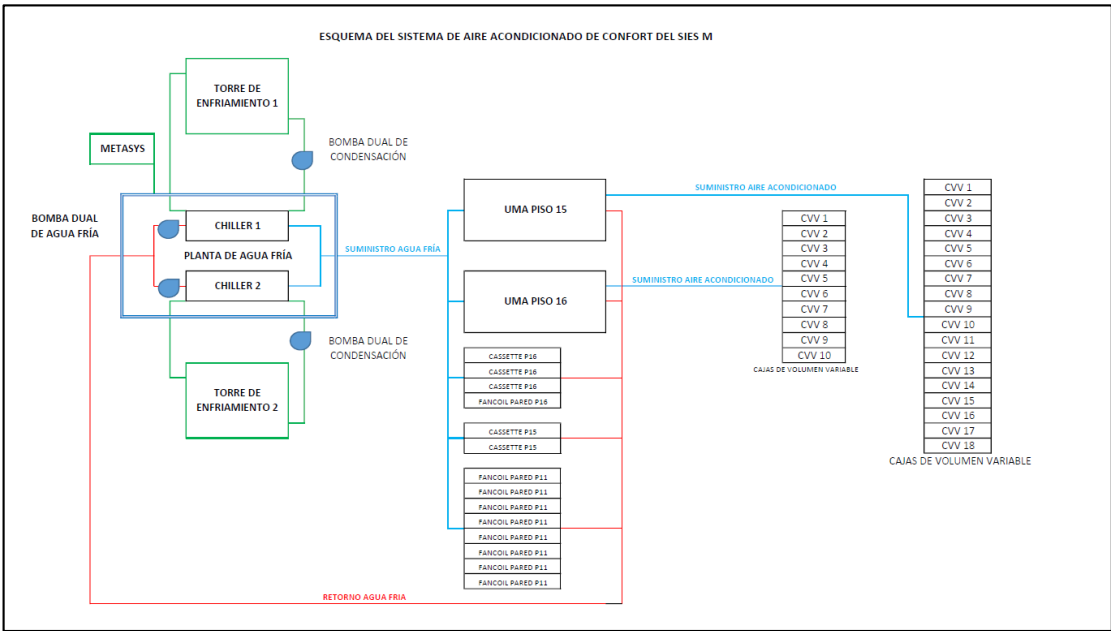 ESQUEMA DEL SISTEMA DE AIRE ACONDICIONADO DE CONFORT DEL SIES M
TORRE DE
ENFRIAMIENTO 1
METASYS
BOMBA DUAL DE
CONDENSACIÓN
BOMBA DUAL
DE AGUA FRÍA
CHILLER 1
PLANTA DE AGUA FRÍA
CHILLER 2
SUMINISTRO AGUA FRÍA
BOMBA DUAL DE
CONDENSACIÓN
TORRE DE
ENFRIAMIENTO 2
UMA PISO 15
UMA PISO 16
CASSETTE P16
CASSETTE P16
CASSETTE P16
FANCOIL PARED P16
CASSETTE P15
CASSETTE P15
FANCOIL PARED P11
FANCOIL PARED P11
FANCOIL PARED P11
FANCOIL PARED P11
FANCOIL PARED P11
FANCOIL PARED P11
FANCOIL PARED P11
FANCOIL PARED P11
RETORNO AGUA FRIA
SUMINISTRO AIRE ACONDICIONADO
SUMINISTRO AIRE ACONDICIONADO
CVV 1
CVV 2
CVV 3
CVV 4
CVV 5
CVV 6
CVV 7
CVV 8
CVV 9
CVV 10
CAJAS DE VOLUMEN VARIABLE
CVV 1
CVV 2
CVV 3
CVV 4
CVV 5
CVV 6
CVV 7
CVV 8
CVV 9
CVV 10
CVV 11
CVV 12
CVV 13
CVV 14
CVV 15
CVV 16
CVV 17
CVV 18
CAJAS DE VOLUMEN VARIABLE